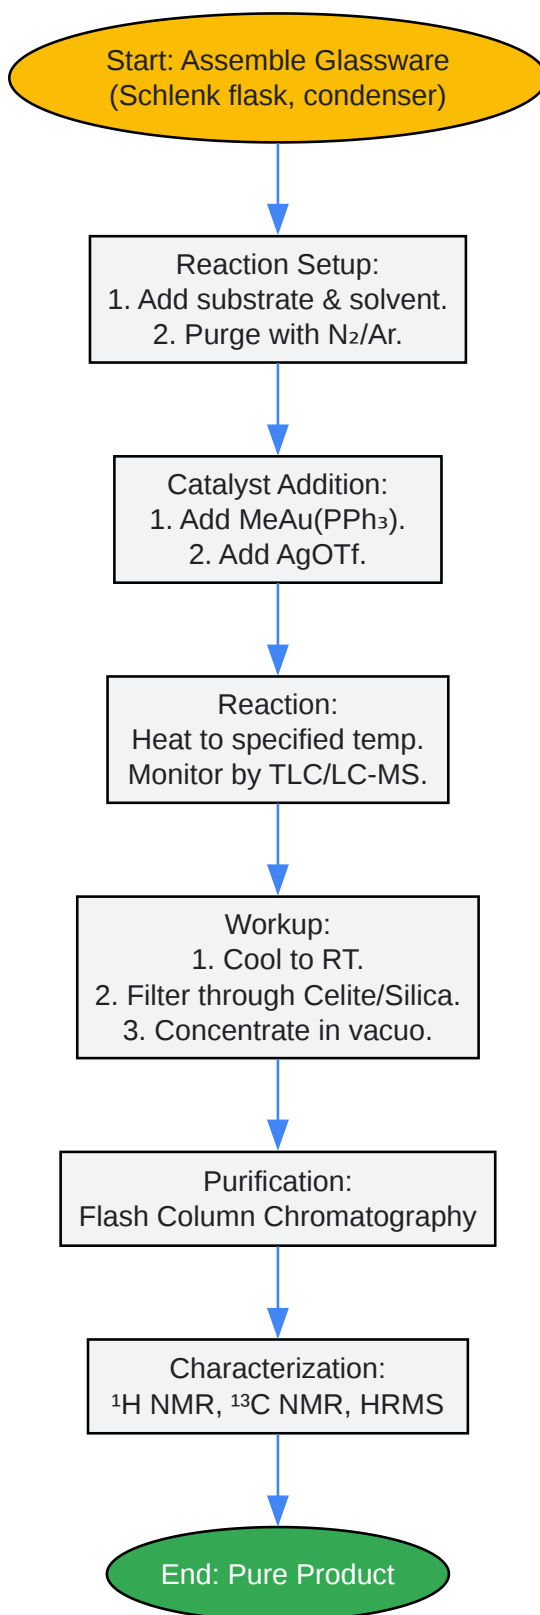 Start: Assemble Glassware
(Schlenk flask, condenser)
Reaction Setup:
1. Add substrate & solvent.
2. Purge with N₂/Ar.
Catalyst Addition:
1. Add MeAu(PPh₃).
2. Add AgOTf.
Reaction:
Heat to specified temp.
Monitor by TLC/LC-MS.
Workup:
1. Cool to RT.
2. Filter through Celite/Silica.
3. Concentrate in vacuo.
Purification:
Flash Column Chromatography
Characterization:
¹H NMR, ¹³C NMR, HRMS
End: Pure Product